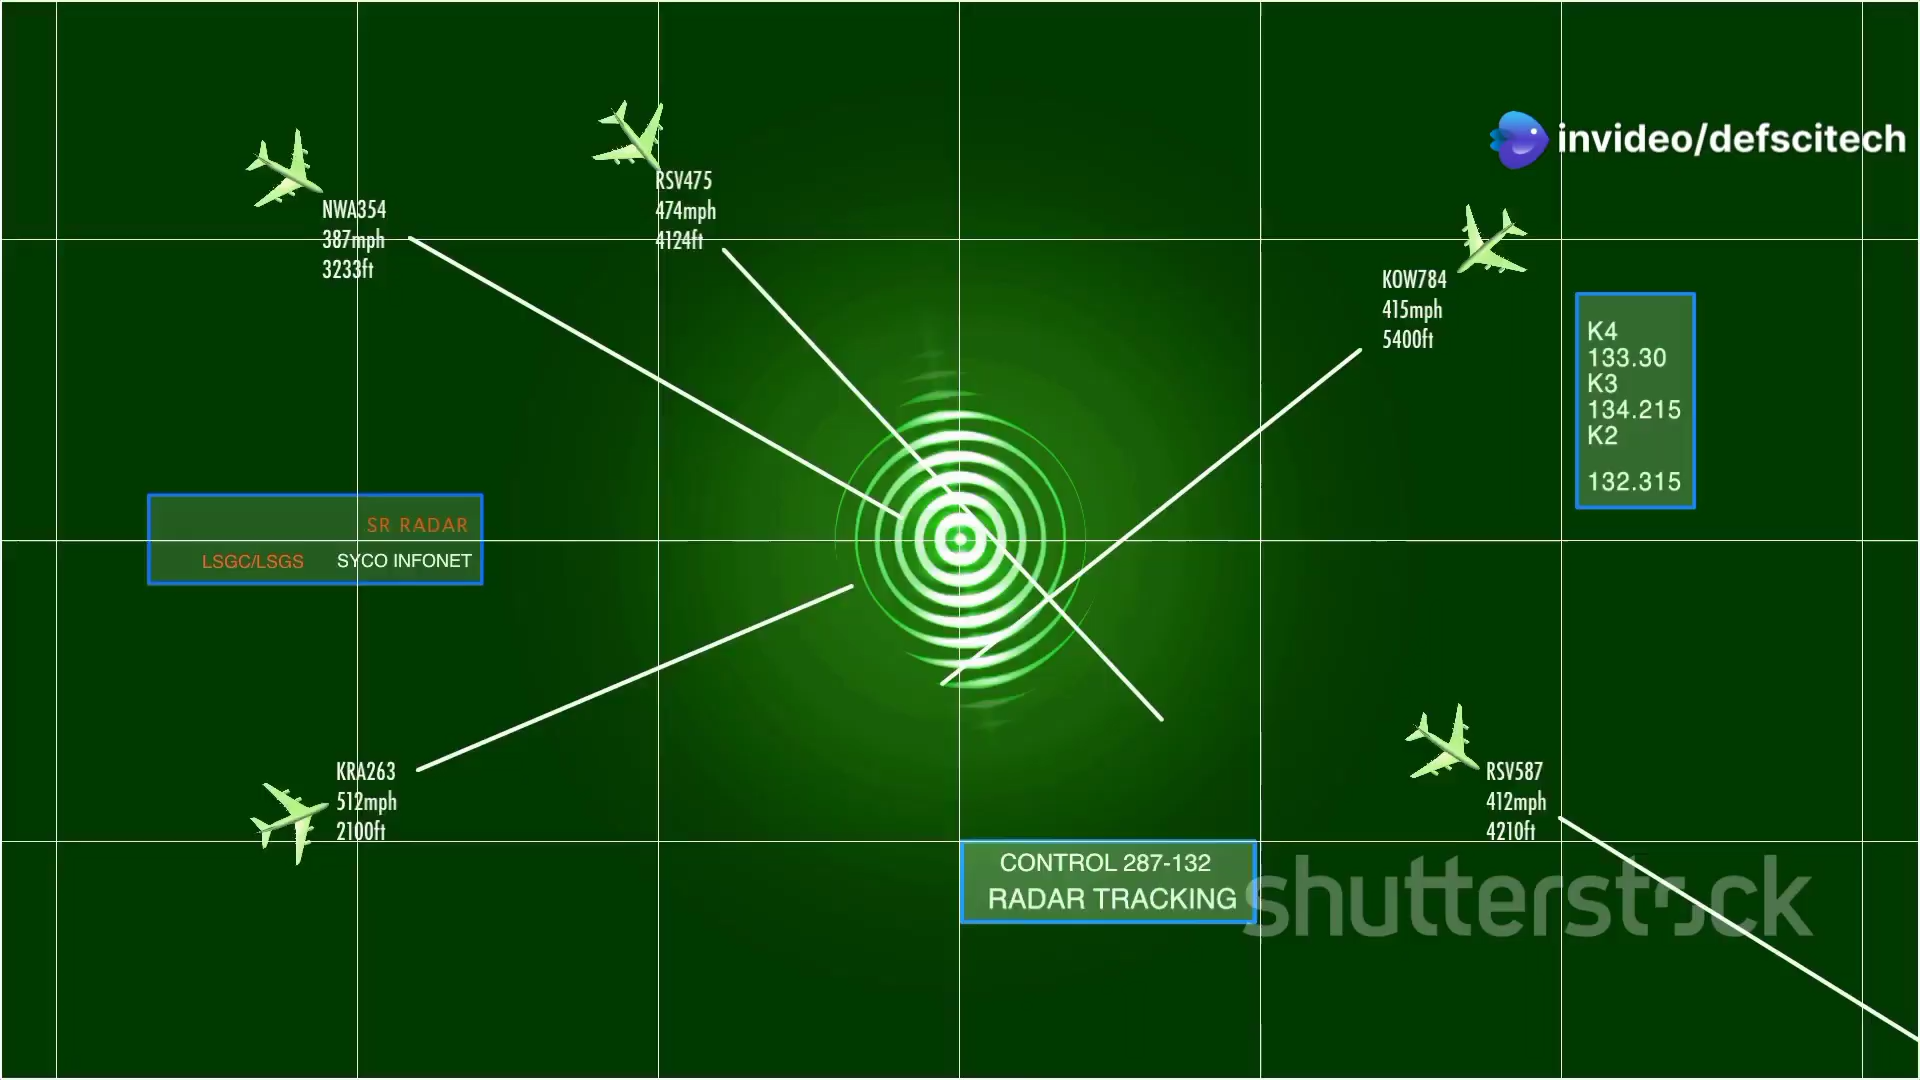 invideo/defscitech
NWA354
387mph
3233ft
RSV475
474mph
4124ft
KOW784
415mph
5400ft
K4
133.30
K3
134.215
K2
132.315
SR RADAR
LSGC/LSGS SYCO INFONET
KRA263
512mph
2100ft
RSV587
412mph
4210ft
CONTROL 287-132
RADAR TRACKING
shutterstock